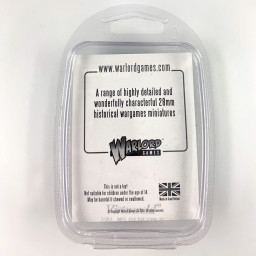 www.warlordgames.com
A range of highly detailed and
wonderfully characterful 28mm
historical wargames miniatures
WARLORD
GAMES
This is not a toy!
Not suitable for children under the age of 14.
May be harmful if chewed or swallowed.
Made in Great Britain